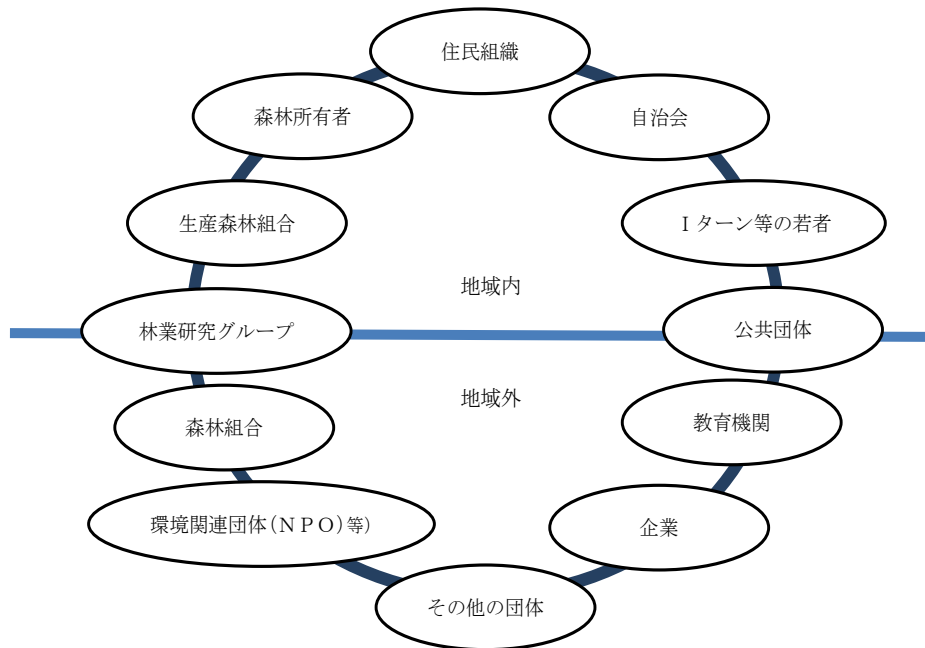 住民組織
森林所有者
自治会
生産森林組合
Ｉターン等の若者
地域内
林業研究グループ
公共団体
地域外
森林組合
教育機関
環境関連団体（ＮＰＯ）等）
企業
その他の団体